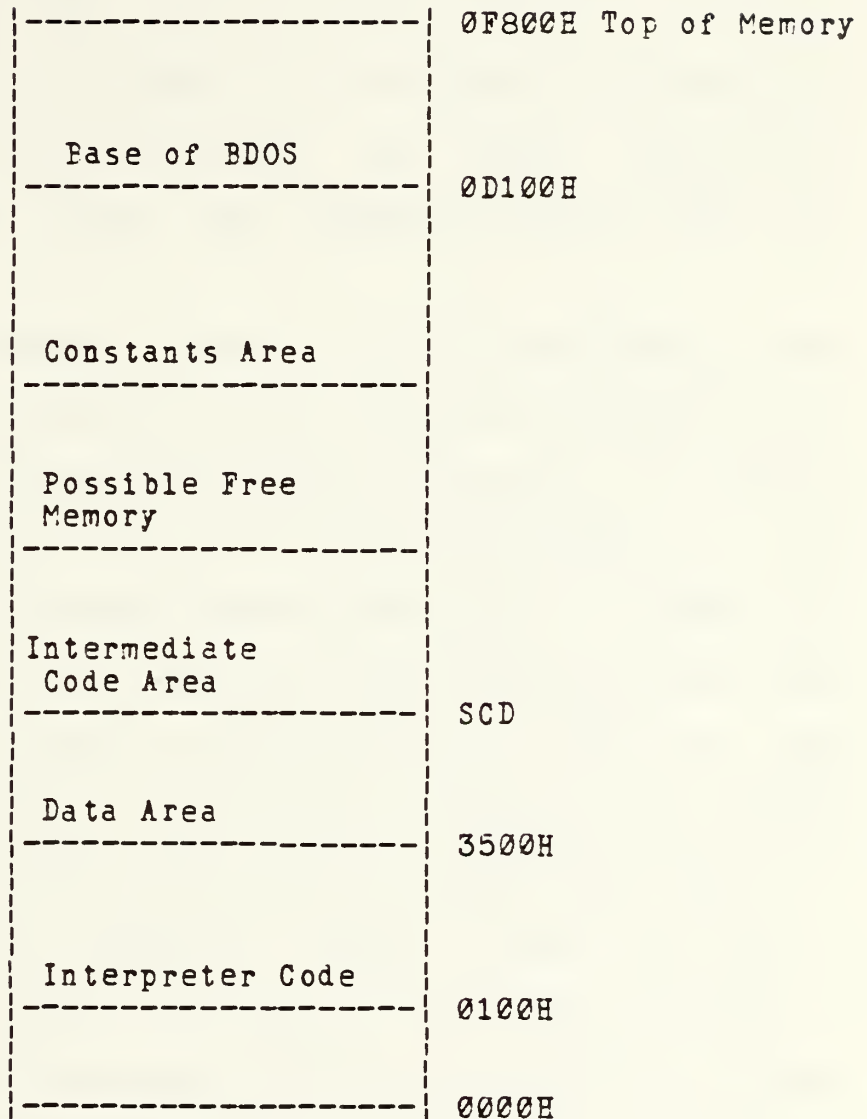 0F800H Top of Memory
Base of BDOS
0D100H
Constants Area
Possible Free
Memory
Intermediate
Code Area
SCD
Data Area
3500H
Interpreter Code
0100H
0000H